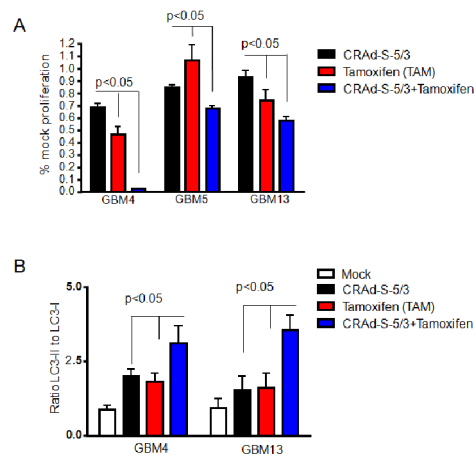 A
% mock proliferation
1.2
1.1
1.0
0.9
0.8
0.7
0.6
0.5
0.4
0.3
0.2
0.1
0.0
p<0.05
p<0.05
p<0.05
GBM4
GBM5
GBM13
CRAd-S-5/3
Tamoxifen (TAM)
CRAd-S-5/3+Tamoxifen
B
Ratio LC3-II to LC3-I
5.0
2.5
0.0
p<0.05
p<0.05
GBM4
GBM13
Mock
CRAd-S-5/3
Tamoxifen (TAM)
CRAd-S-5/3+Tamoxifen